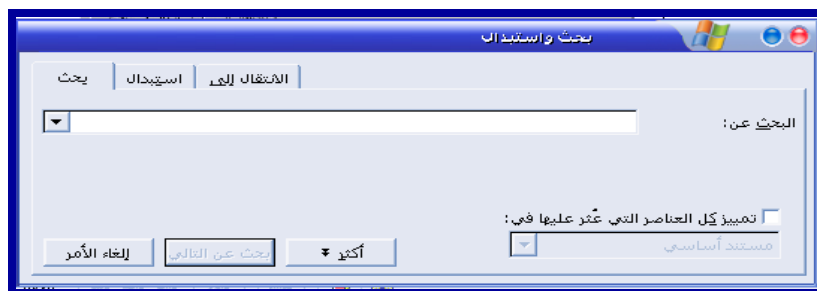 بحث واستبدال
بحث استبدال الانتقال إلى
البحث عن:
تمييز كل العناصر التي عُثر عليها في:
مستند أساسي
أكثر بحث عن التالي إلغاء الأمر